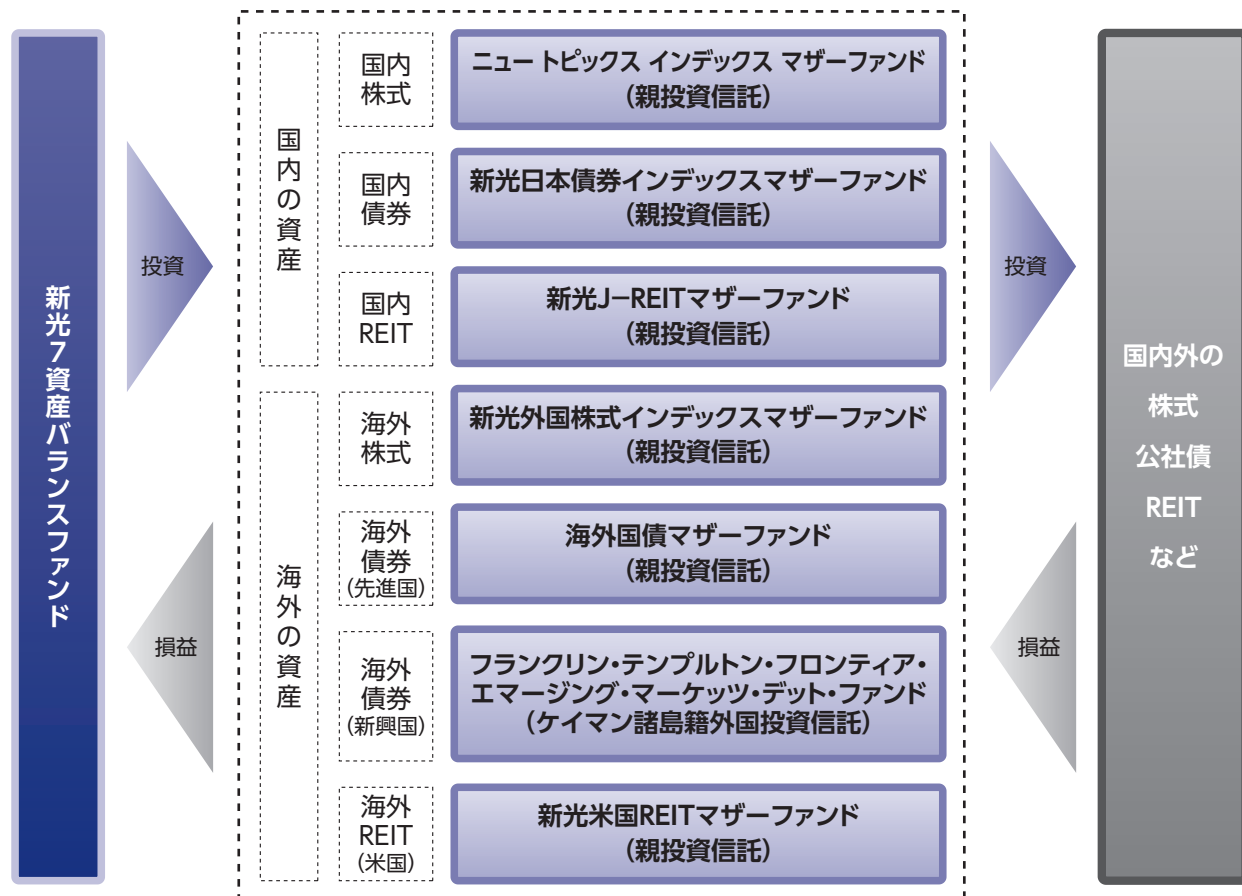 新光7資産バランスファンド
投資
損益
国内の資産
国内
株式
ニュー トピックス インデックス マザーファンド
(親投資信託)
国内
債券
新光日本債券インデックスマザーファンド
(親投資信託)
国内
REIT
新光J-REITマザーファンド
(親投資信託)
海外の資産
海外
株式
新光外国株式インデックスマザーファンド
(親投資信託)
海外
債券
(先進国)
海外国債マザーファンド
(親投資信託)
海外
債券
(新興国)
フランクリン・テンプルトン・フロンティア・
エマージング・マーケッツ・デット・ファンド
(ケイマン諸島籍外国投資信託)
海外
REIT
(米国)
新光米国REITマザーファンド
(親投資信託)
投資
損益
国内外の
株式
公社債
REIT
など